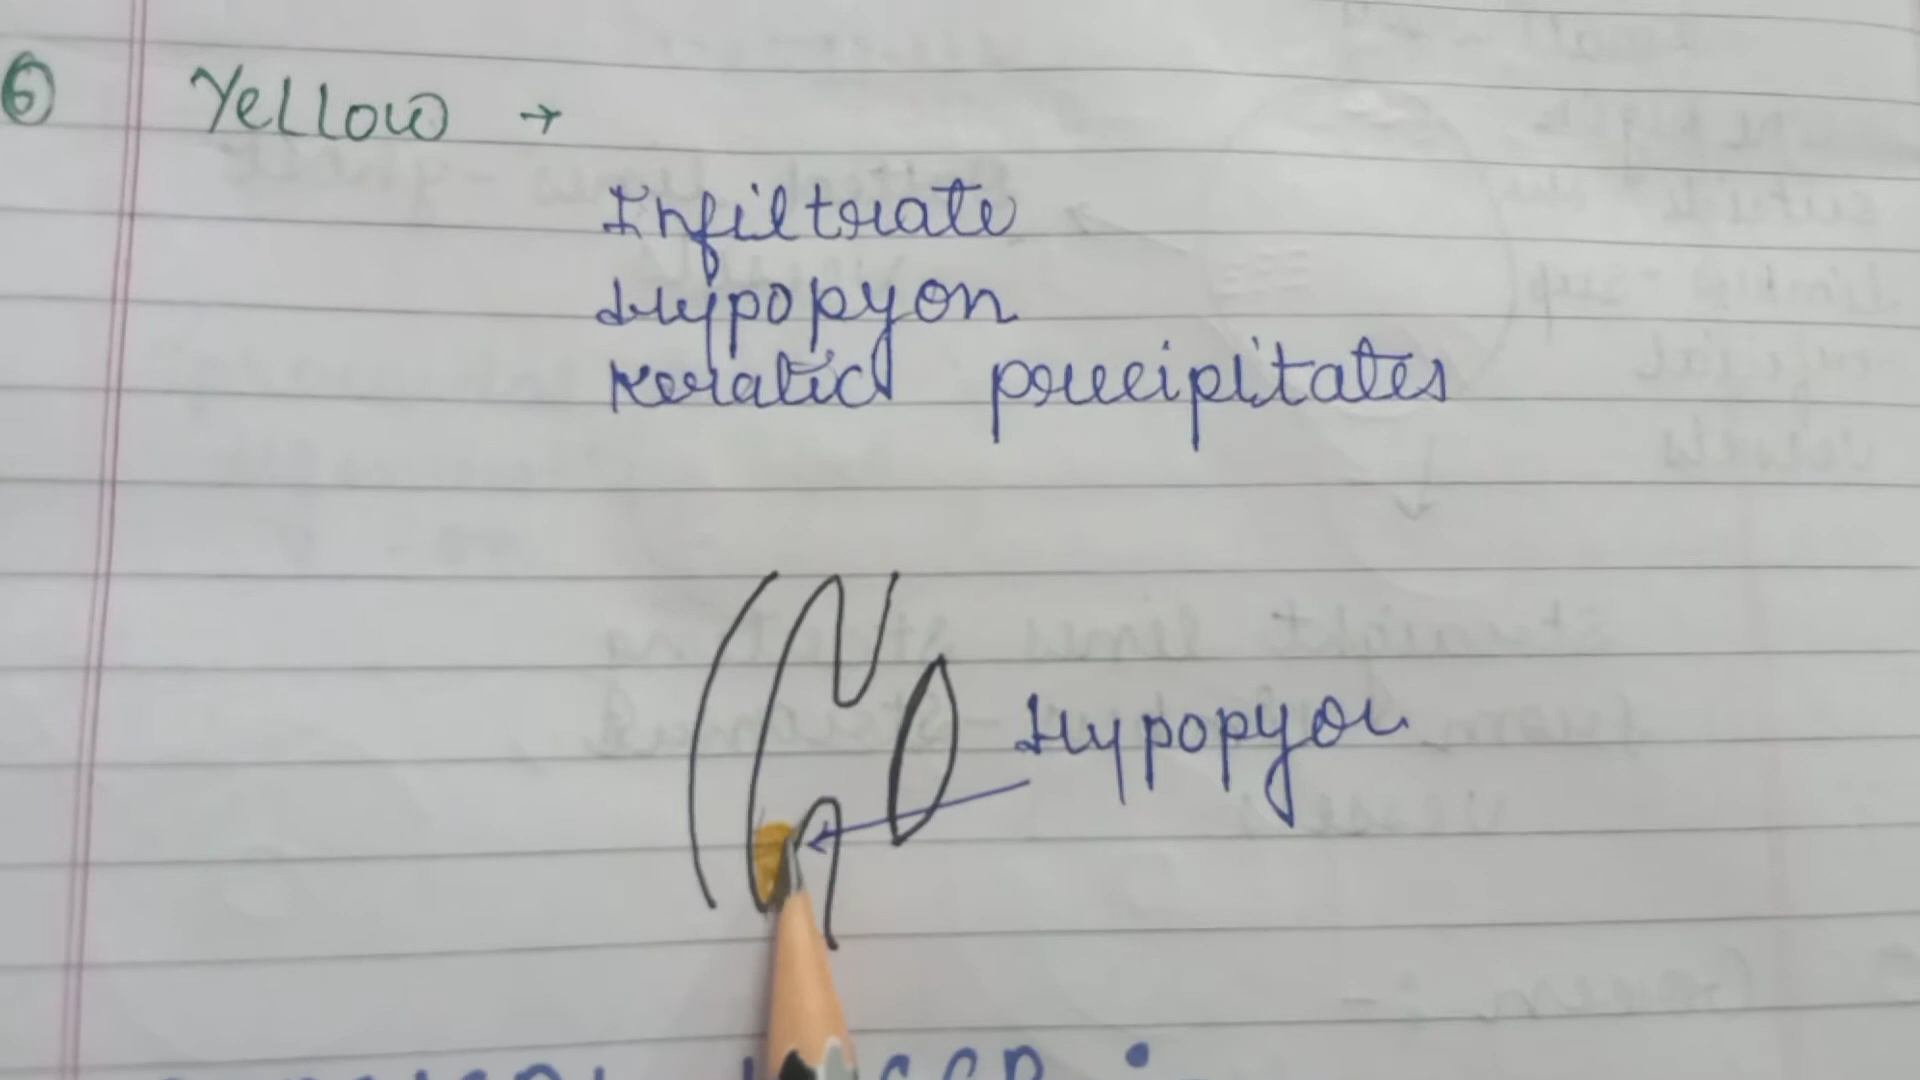 6 Yellow →
Infiltrate
Hypopyon
Keratic precipitates
Hypopyon